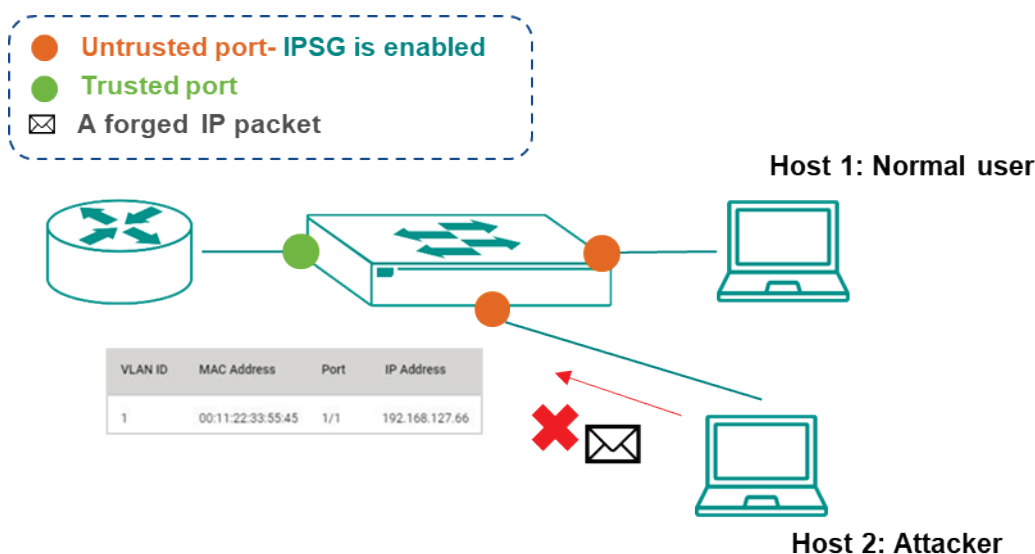 Untrusted port- IPSG is enabled
Trusted port
A forged IP packet
Host 1: Normal user
VLAN ID MAC Address Port IP Address
1 00:11:22:33:55:45 1/1 192.168.127.66
Host 2: Attacker